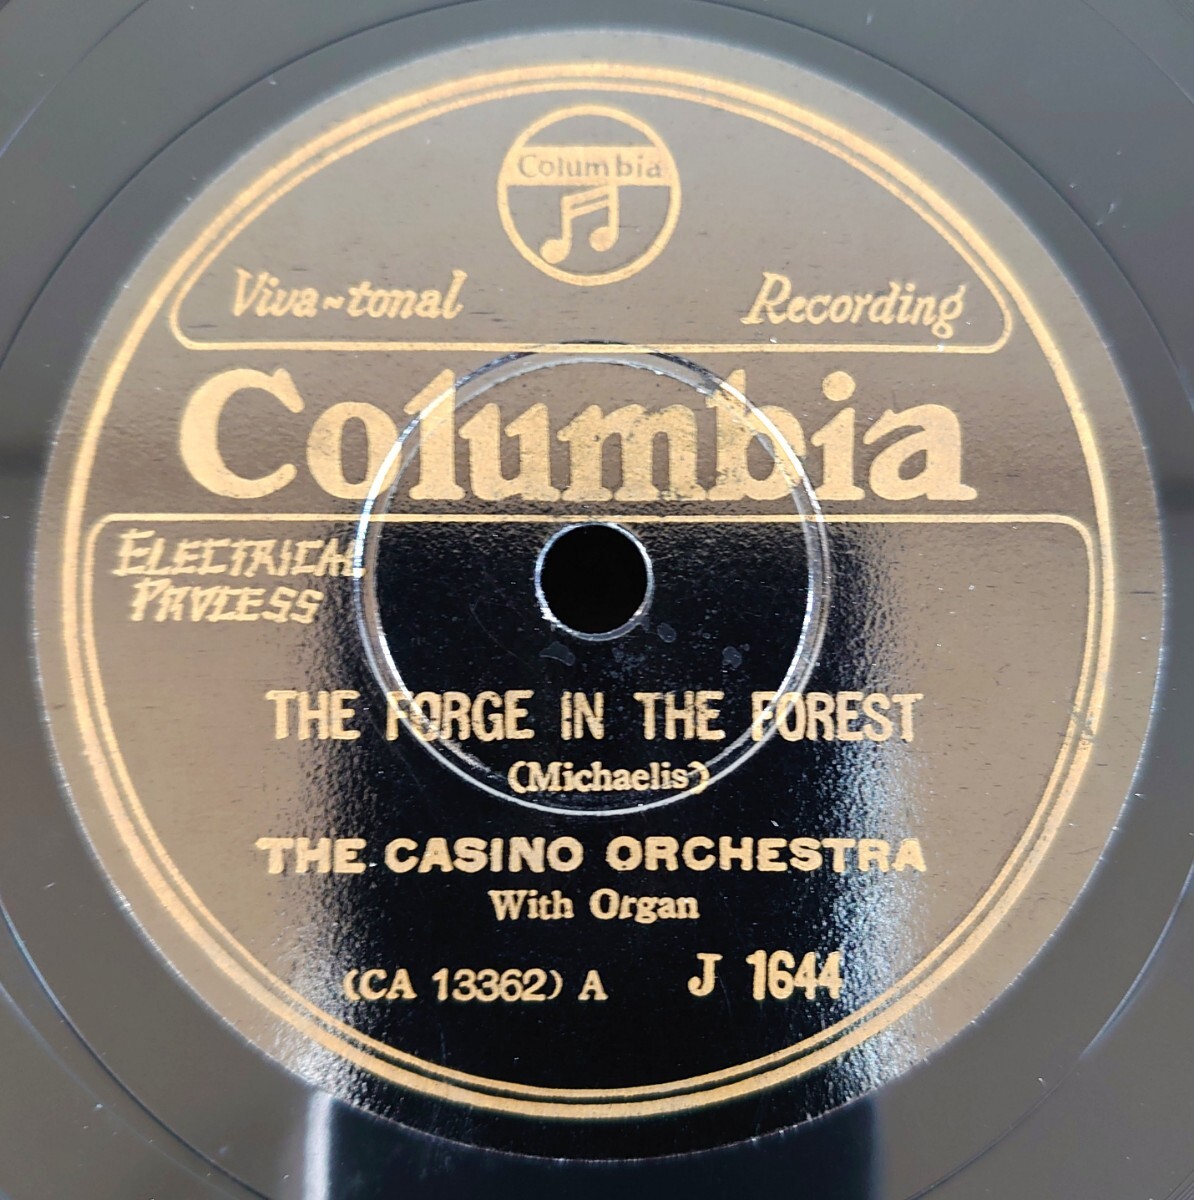 Columbia
Viva~tonal Recording
Columbia
ELECTRICAL
PROCESS
THE FORGE IN THE FOREST
(Michaelis)
THE CASINO ORCHESTRA
With Organ
(CA 13362) A J 1644